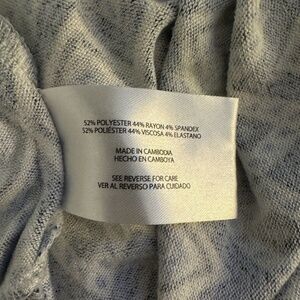 52% POLYESTER 44% RAYON 4% SPANDEX
52% POLIÉSTER 44% VISCOSA 4% ELASTANO
MADE IN CAMBODIA
HECHO EN CAMBOYA
SEE REVERSE FOR CARE
VER AL REVERSO PARA CUIDADO